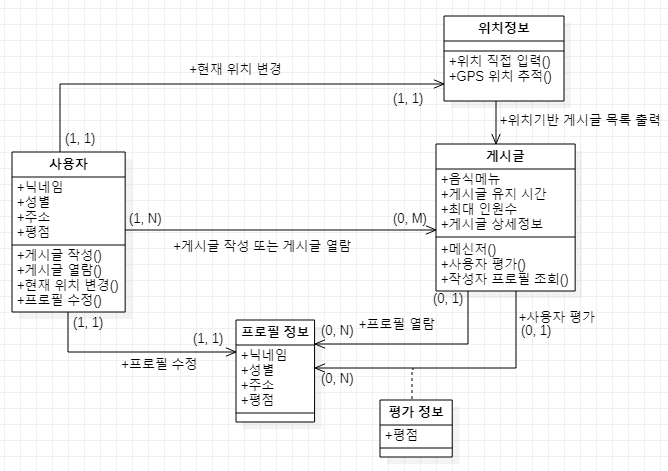 위치정보
+위치 직접 입력()
+GPS 위치 추적()
+현재 위치 변경
(1, 1)
(1, 1)
+위치기반 게시글 목록 출력
사용자
+닉네임
+성별
+주소
+평점
+게시글 작성()
+게시글 열람()
+현재 위치 변경()
+프로필 수정()
게시글
+음식메뉴
+게시글 유지 시간
+최대 인원수
+게시글 상세정보
+메신저()
+사용자 평가()
+작성자 프로필 조회()
(1, N)
(0, M)
+게시글 작성 또는 게시글 열람
(1, 1)
(1, 1)
+프로필 수정
프로필 정보
+닉네임
+성별
+주소
+평점
(0, 1)
(0, N)
+프로필 열람
+사용자 평가
(0, 1)
(0, N)
평가 정보
+평점